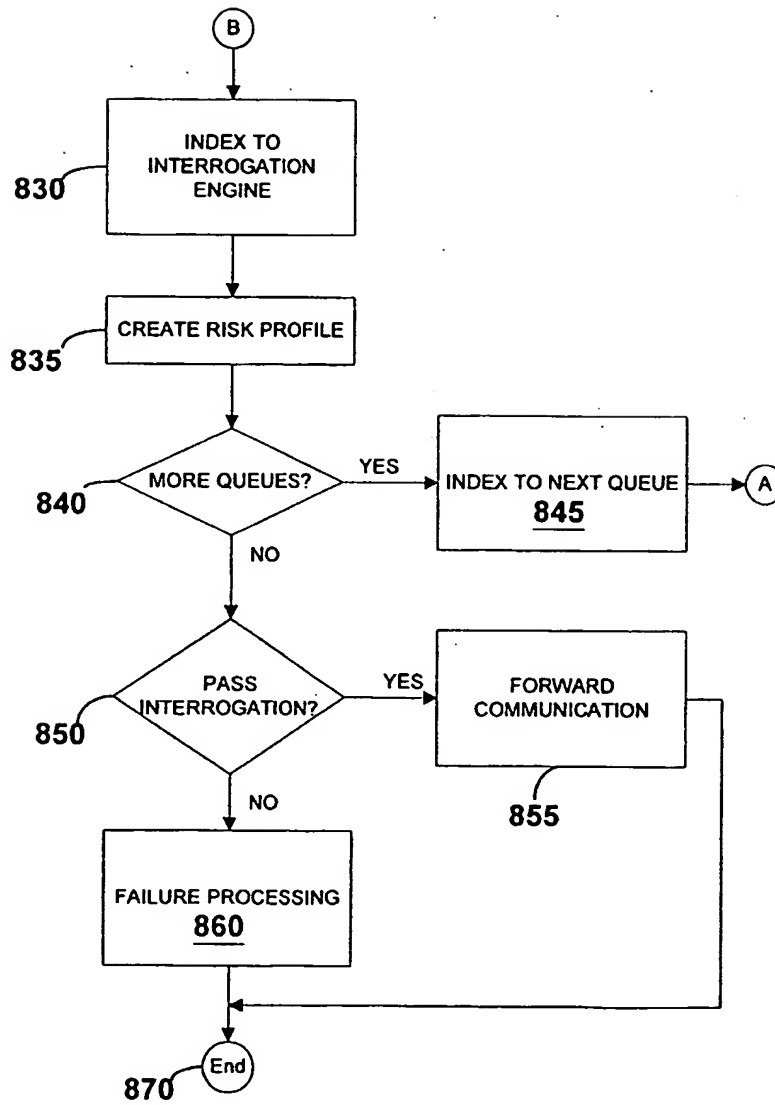 B
INDEX TO
INTERROGATION
ENGINE
830
CREATE RISK PROFILE
835
MORE QUEUES?
840
YES
INDEX TO NEXT QUEUE
845
A
NO
PASS
INTERROGATION?
850
YES
FORWARD
COMMUNICATION
855
NO
FAILURE PROCESSING
860
End
870